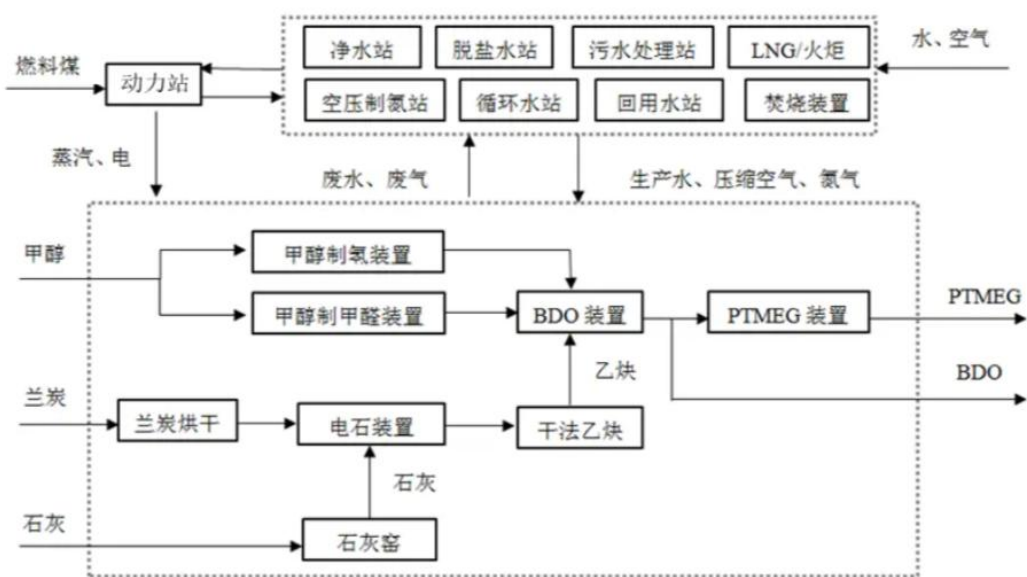 净水站
脱盐水站
污水处理站
LNG/火炬
水、空气
燃料煤
动力站
空压制氮站
循环水站
回用水站
焚烧装置
蒸汽、电
废水、废气
生产水、压缩空气、氮气
甲醇
甲醇制氢装置
甲醇制甲醛装置
BDO 装置
PTMEG 装置
PTMEG
乙炔
BDO
兰炭
兰炭烘干
电石装置
干法乙炔
石灰
石灰
石灰窑